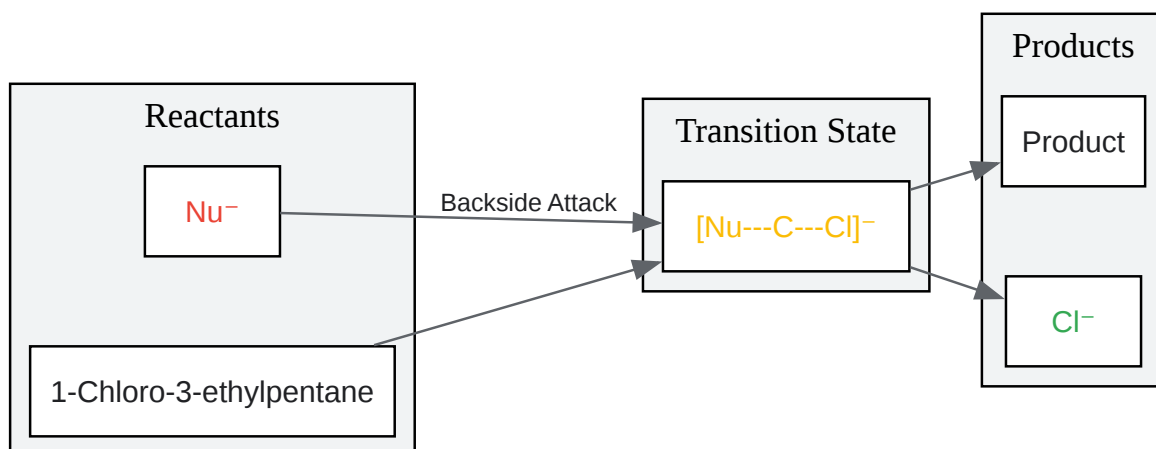 Reactants
Nu⁻
1-Chloro-3-ethylpentane
Backside Attack
Transition State
[Nu---C---Cl]⁻
Products
Product
Cl⁻